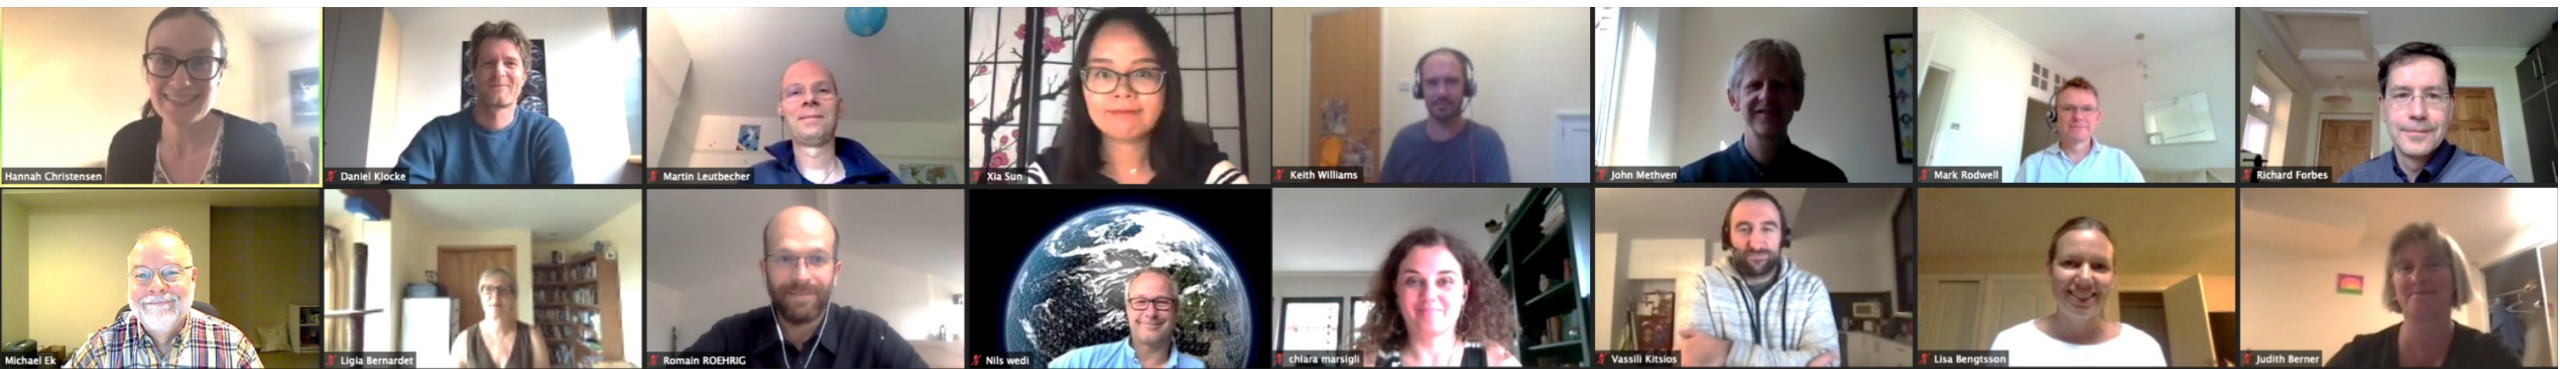 Hannah Christensen
Daniel Klocke
Martin Leutbecher
Xia Sun
Keith Williams
John Methven
Mark Rodwell
Richard Forbes
Michael Ek
Ligia Bernardet
Romain ROEHRIG
Nils wedi
chiara marsigli
Vassili Kitsios
Lisa Bengtsson
Judith Berner